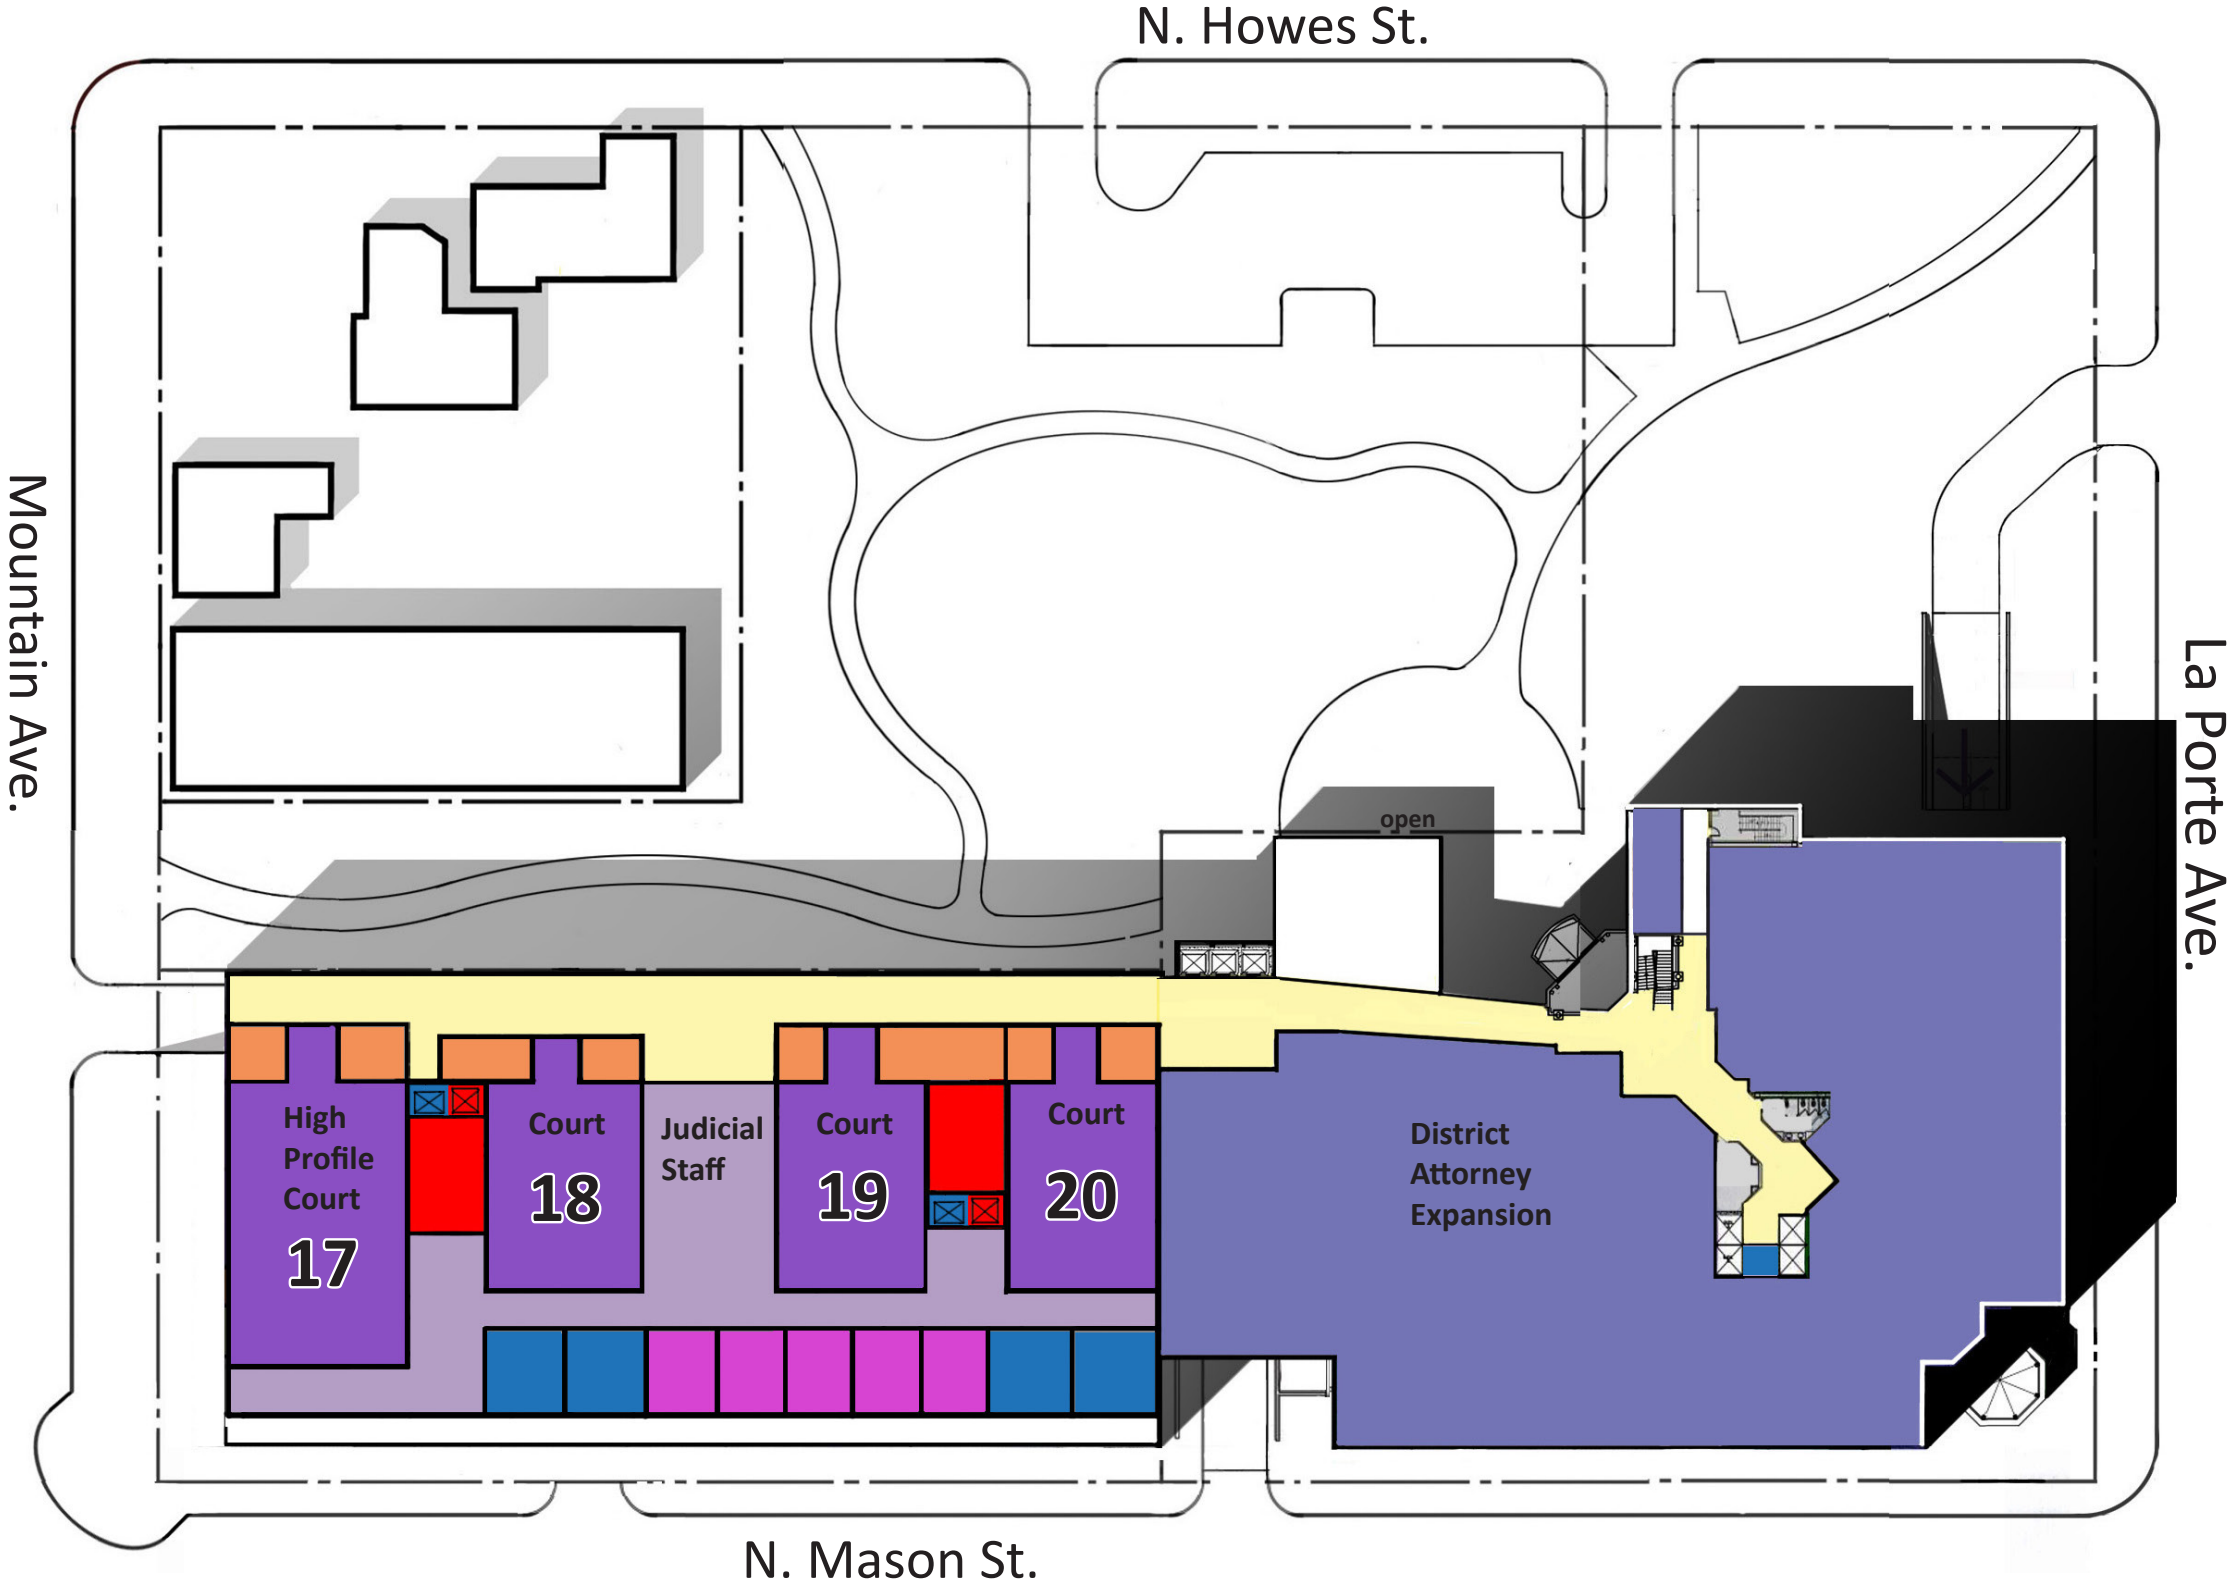 N. Howes St.
Mountain Ave.
La Porte Ave.
open
High
Profile
Court
17
Court
18
Judicial
Staff
Court
19
Court
20
District
Attorney
Expansion
N. Mason St.